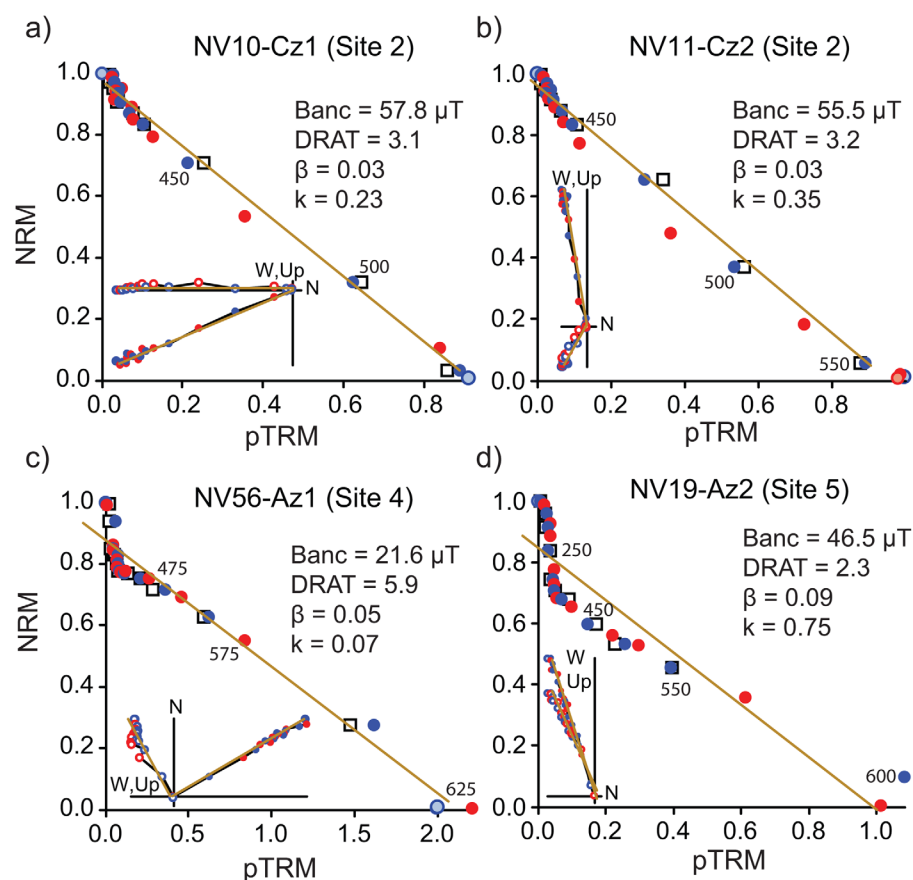 a)
NV10-Cz1 (Site 2)
1.0
0.8
0.6
0.4
0.2
0.0
NRM
Banc = 57.8 µT
DRAT = 3.1
β = 0.03
k = 0.23
450
500
W,Up
N
0.0 0.2 0.4 0.6 0.8
pTRM
b)
NV11-Cz2 (Site 2)
1.0
0.8
0.6
0.4
0.2
0.0
Banc = 55.5 µT
DRAT = 3.2
β = 0.03
k = 0.35
450
W,Up
500
N
550
0.0 0.2 0.4 0.6 0.8
pTRM
c)
NV56-Az1 (Site 4)
1.0
0.8
0.6
0.4
0.2
0.0
NRM
Banc = 21.6 µT
DRAT = 5.9
β = 0.05
k = 0.07
475
575
N
W,Up
625
0.0 0.5 1.0 1.5 2.0
pTRM
d)
NV19-Az2 (Site 5)
1.0
0.8
0.6
0.4
0.2
0.0
Banc = 46.5 µT
DRAT = 2.3
β = 0.09
k = 0.75
250
450
550
W
Up
600
N
0.0 0.2 0.4 0.6 0.8 1.0
pTRM